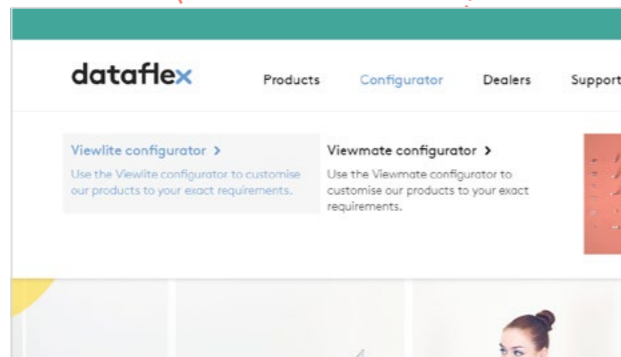 dataflex
Products Configurator Dealers Support
Viewlite configurator >
Use the Viewlite configurator to customise
our products to your exact requirements.
Viewmate configurator >
Use the Viewmate configurator to
customise our products to your exact
requirements.